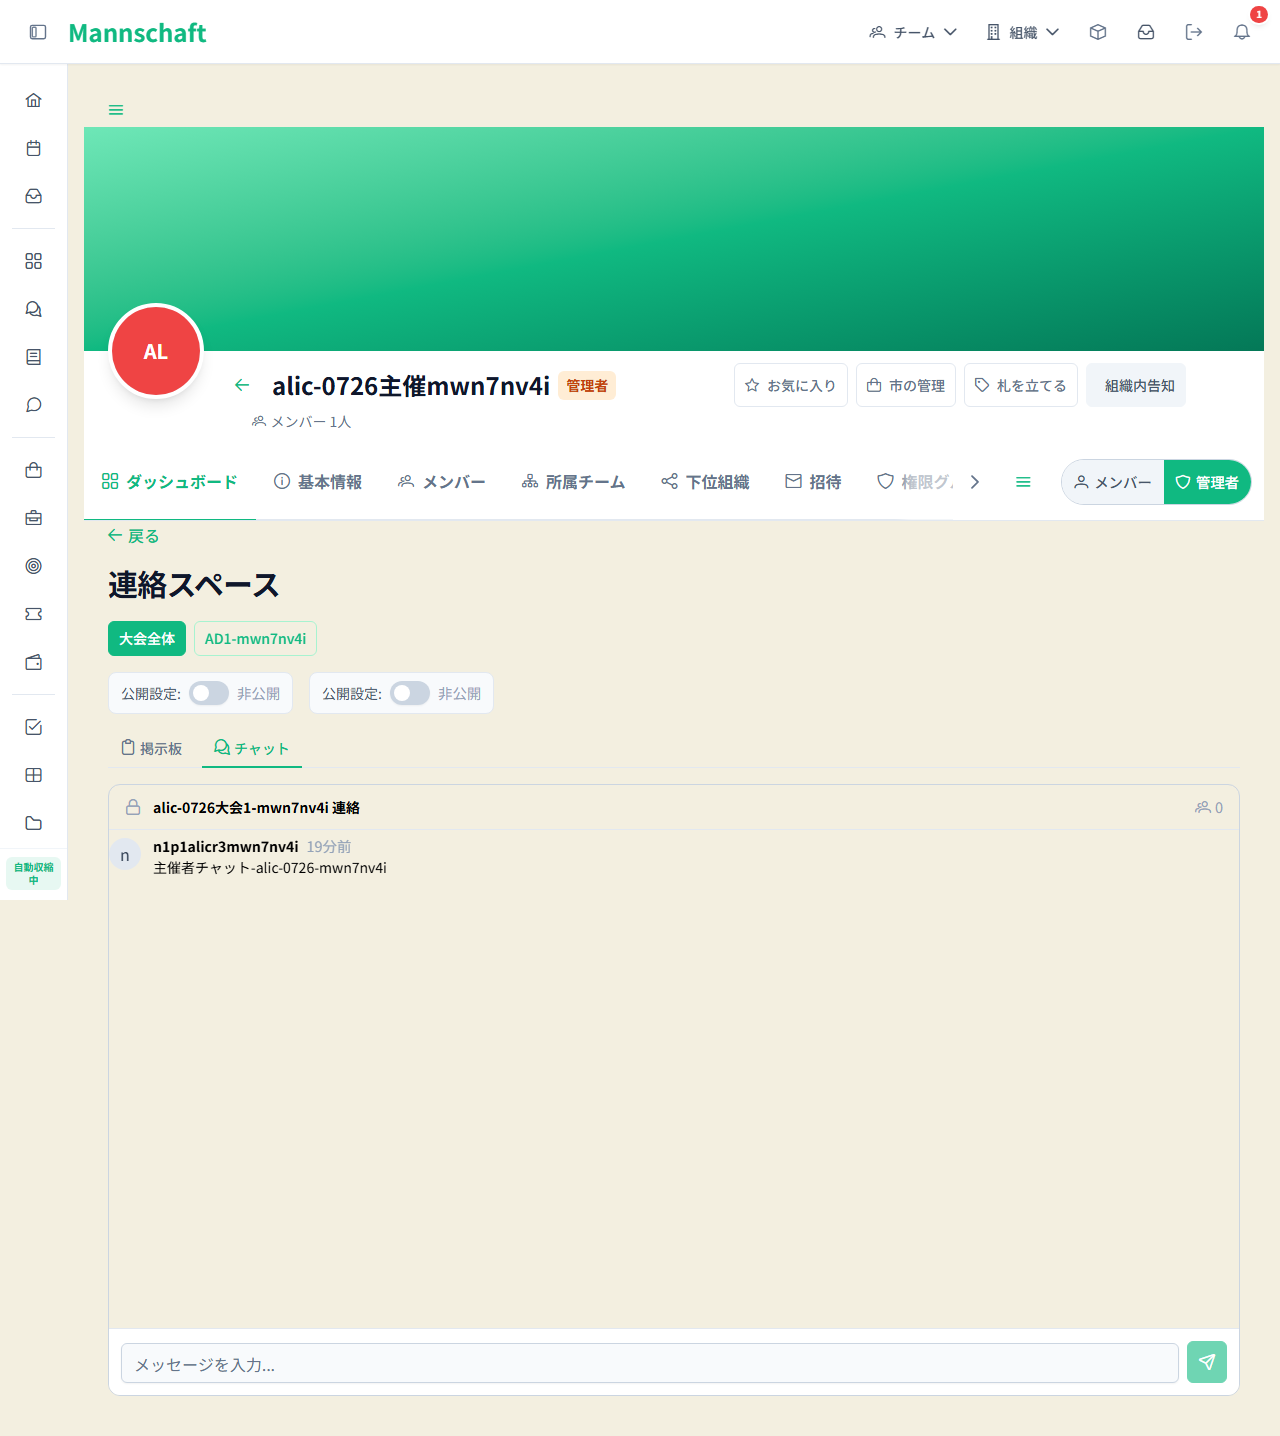 Mannschaft
チーム
組織
1
AL
alic-0726主催mwn7nv4i
管理者
メンバー 1人
お気に入り
市の管理
札を立てる
組織内告知
ダッシュボード
基本情報
メンバー
所属チーム
下位組織
招待
権限グ
メンバー
管理者
戻る
連絡スペース
大会全体
AD1-mwn7nv4i
公開設定: 非公開
公開設定: 非公開
掲示板
チャット
alic-0726大会1-mwn7nv4i 連絡
0
n
n1p1alicr3mwn7nv4i 19分前
主催者チャット-alic-0726-mwn7nv4i
自動収縮
中
メッセージを入力...